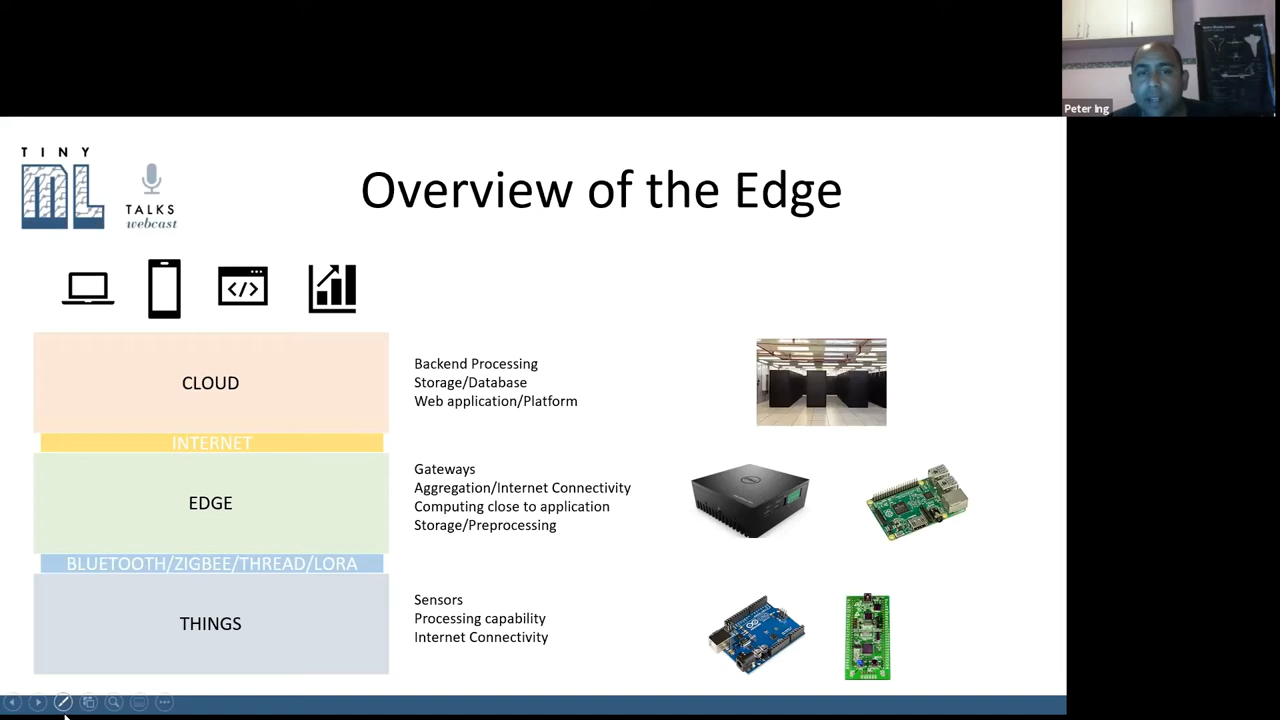 Peter Ing
TINY
ML
TALKS
webcast
Overview of the Edge
</>
CLOUD
Backend Processing
Storage/Database
Web application/Platform
INTERNET
EDGE
Gateways
Aggregation/Internet Connectivity
Computing close to application
Storage/Preprocessing
BLUETOOTH/ZIGBEE/THREAD/LORA
THINGS
Sensors
Processing capability
Internet Connectivity